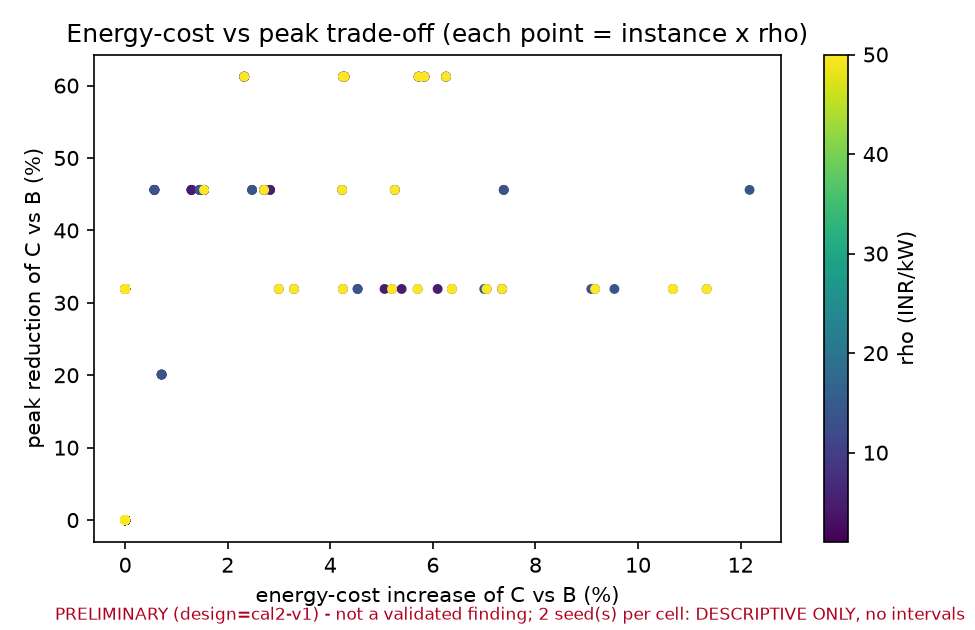 Energy-cost vs peak trade-off (each point = instance x rho)
peak reduction of C vs B (%)
60
50
40
30
20
10
0
0 2 4 6 8 10 12
energy-cost increase of C vs B (%)
50
40
30
20
10
rho (INR/kW)
PRELIMINARY (design=cal2-v1) - not a validated finding; 2 seed(s) per cell: DESCRIPTIVE ONLY, no intervals